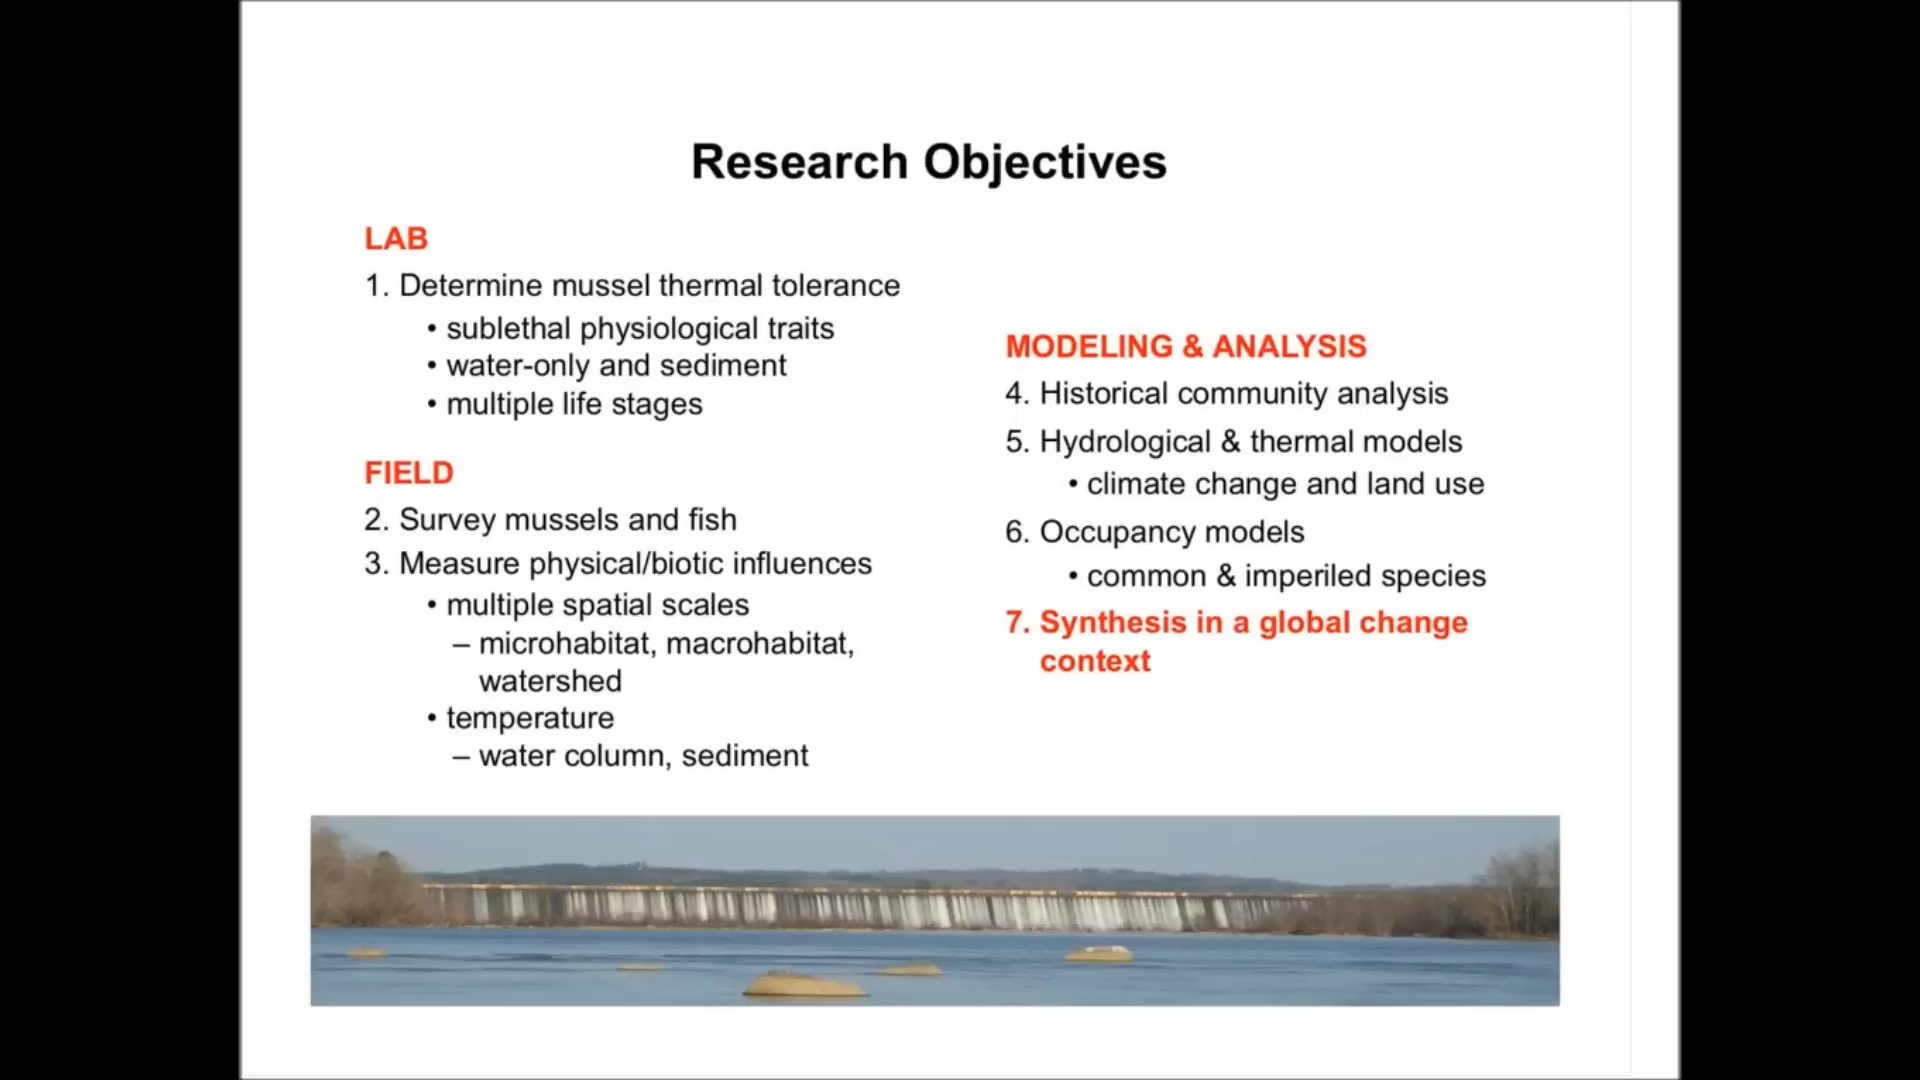 Research Objectives
LAB
1. Determine mussel thermal tolerance
• sublethal physiological traits
• water-only and sediment
• multiple life stages
FIELD
2. Survey mussels and fish
3. Measure physical/biotic influences
• multiple spatial scales
– microhabitat, macrohabitat,
watershed
• temperature
– water column, sediment
MODELING & ANALYSIS
4. Historical community analysis
5. Hydrological & thermal models
• climate change and land use
6. Occupancy models
• common & imperiled species
7. Synthesis in a global change
context